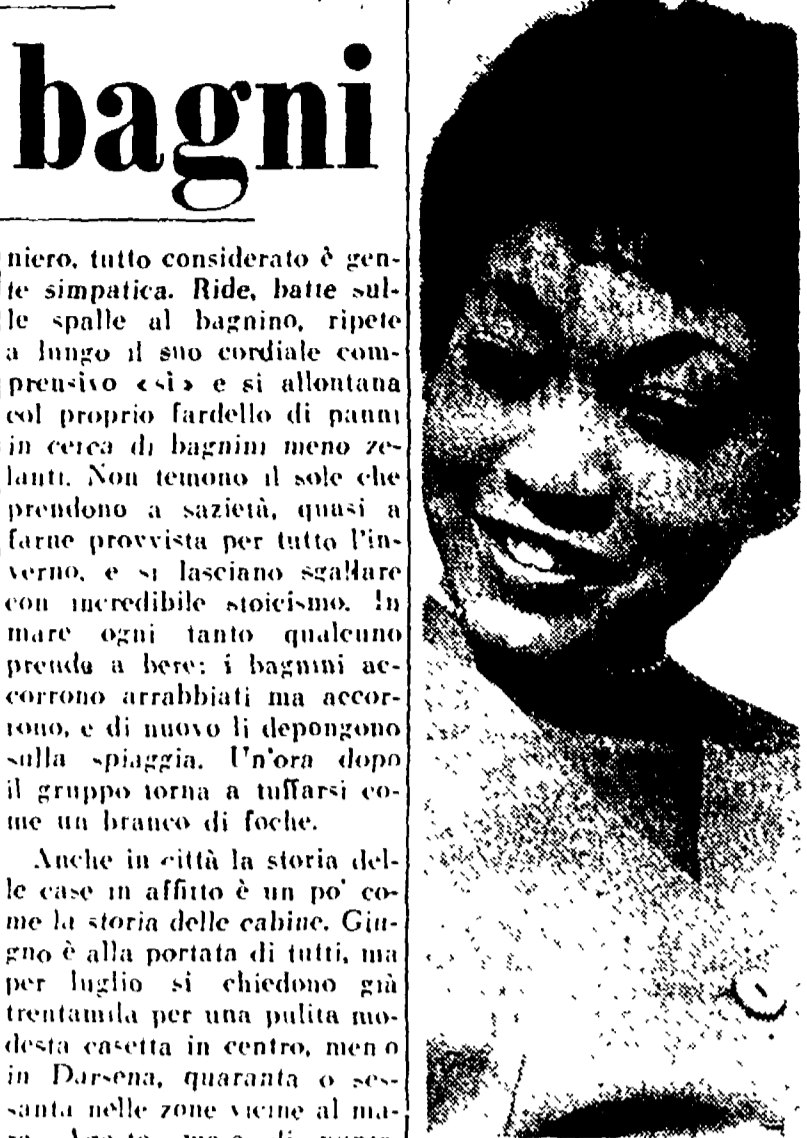 bagni
niero, tutto considerato è gen-
te simpatica. Ride, batte sul-
le spalle al bagnino, ripete
a lungo il suo cordiale com-
prensivo «sì» e si allontana
col proprio fardello di panni
in cerca di bagnini meno ze-
lanti. Non temono il sole che
prendono a sazietà, quasi a
farne provvista per tutto l'in-
verno, e si lasciano
con incredibile stoicismo. In
mare ogni tanto qualcuno
prende a bere: i bagnini ac-
corrono arrabbiati ma accor-
rono, e di nuovo li depongono
sulla spiaggia. Un'ora dopo
il gruppo torna a tuffarsi co-
me un branco di foche.
Anche in città la storia del-
le case in affitto è un po' co-
me la storia delle cabine. Giu-
gno è alla portata di tutti, ma
per luglio si chiedono già
trentamila per una pulita mo-
desta casetta in centro, meno
in Darsena, quaranta o ses-
santa nelle zone vicine al ma-